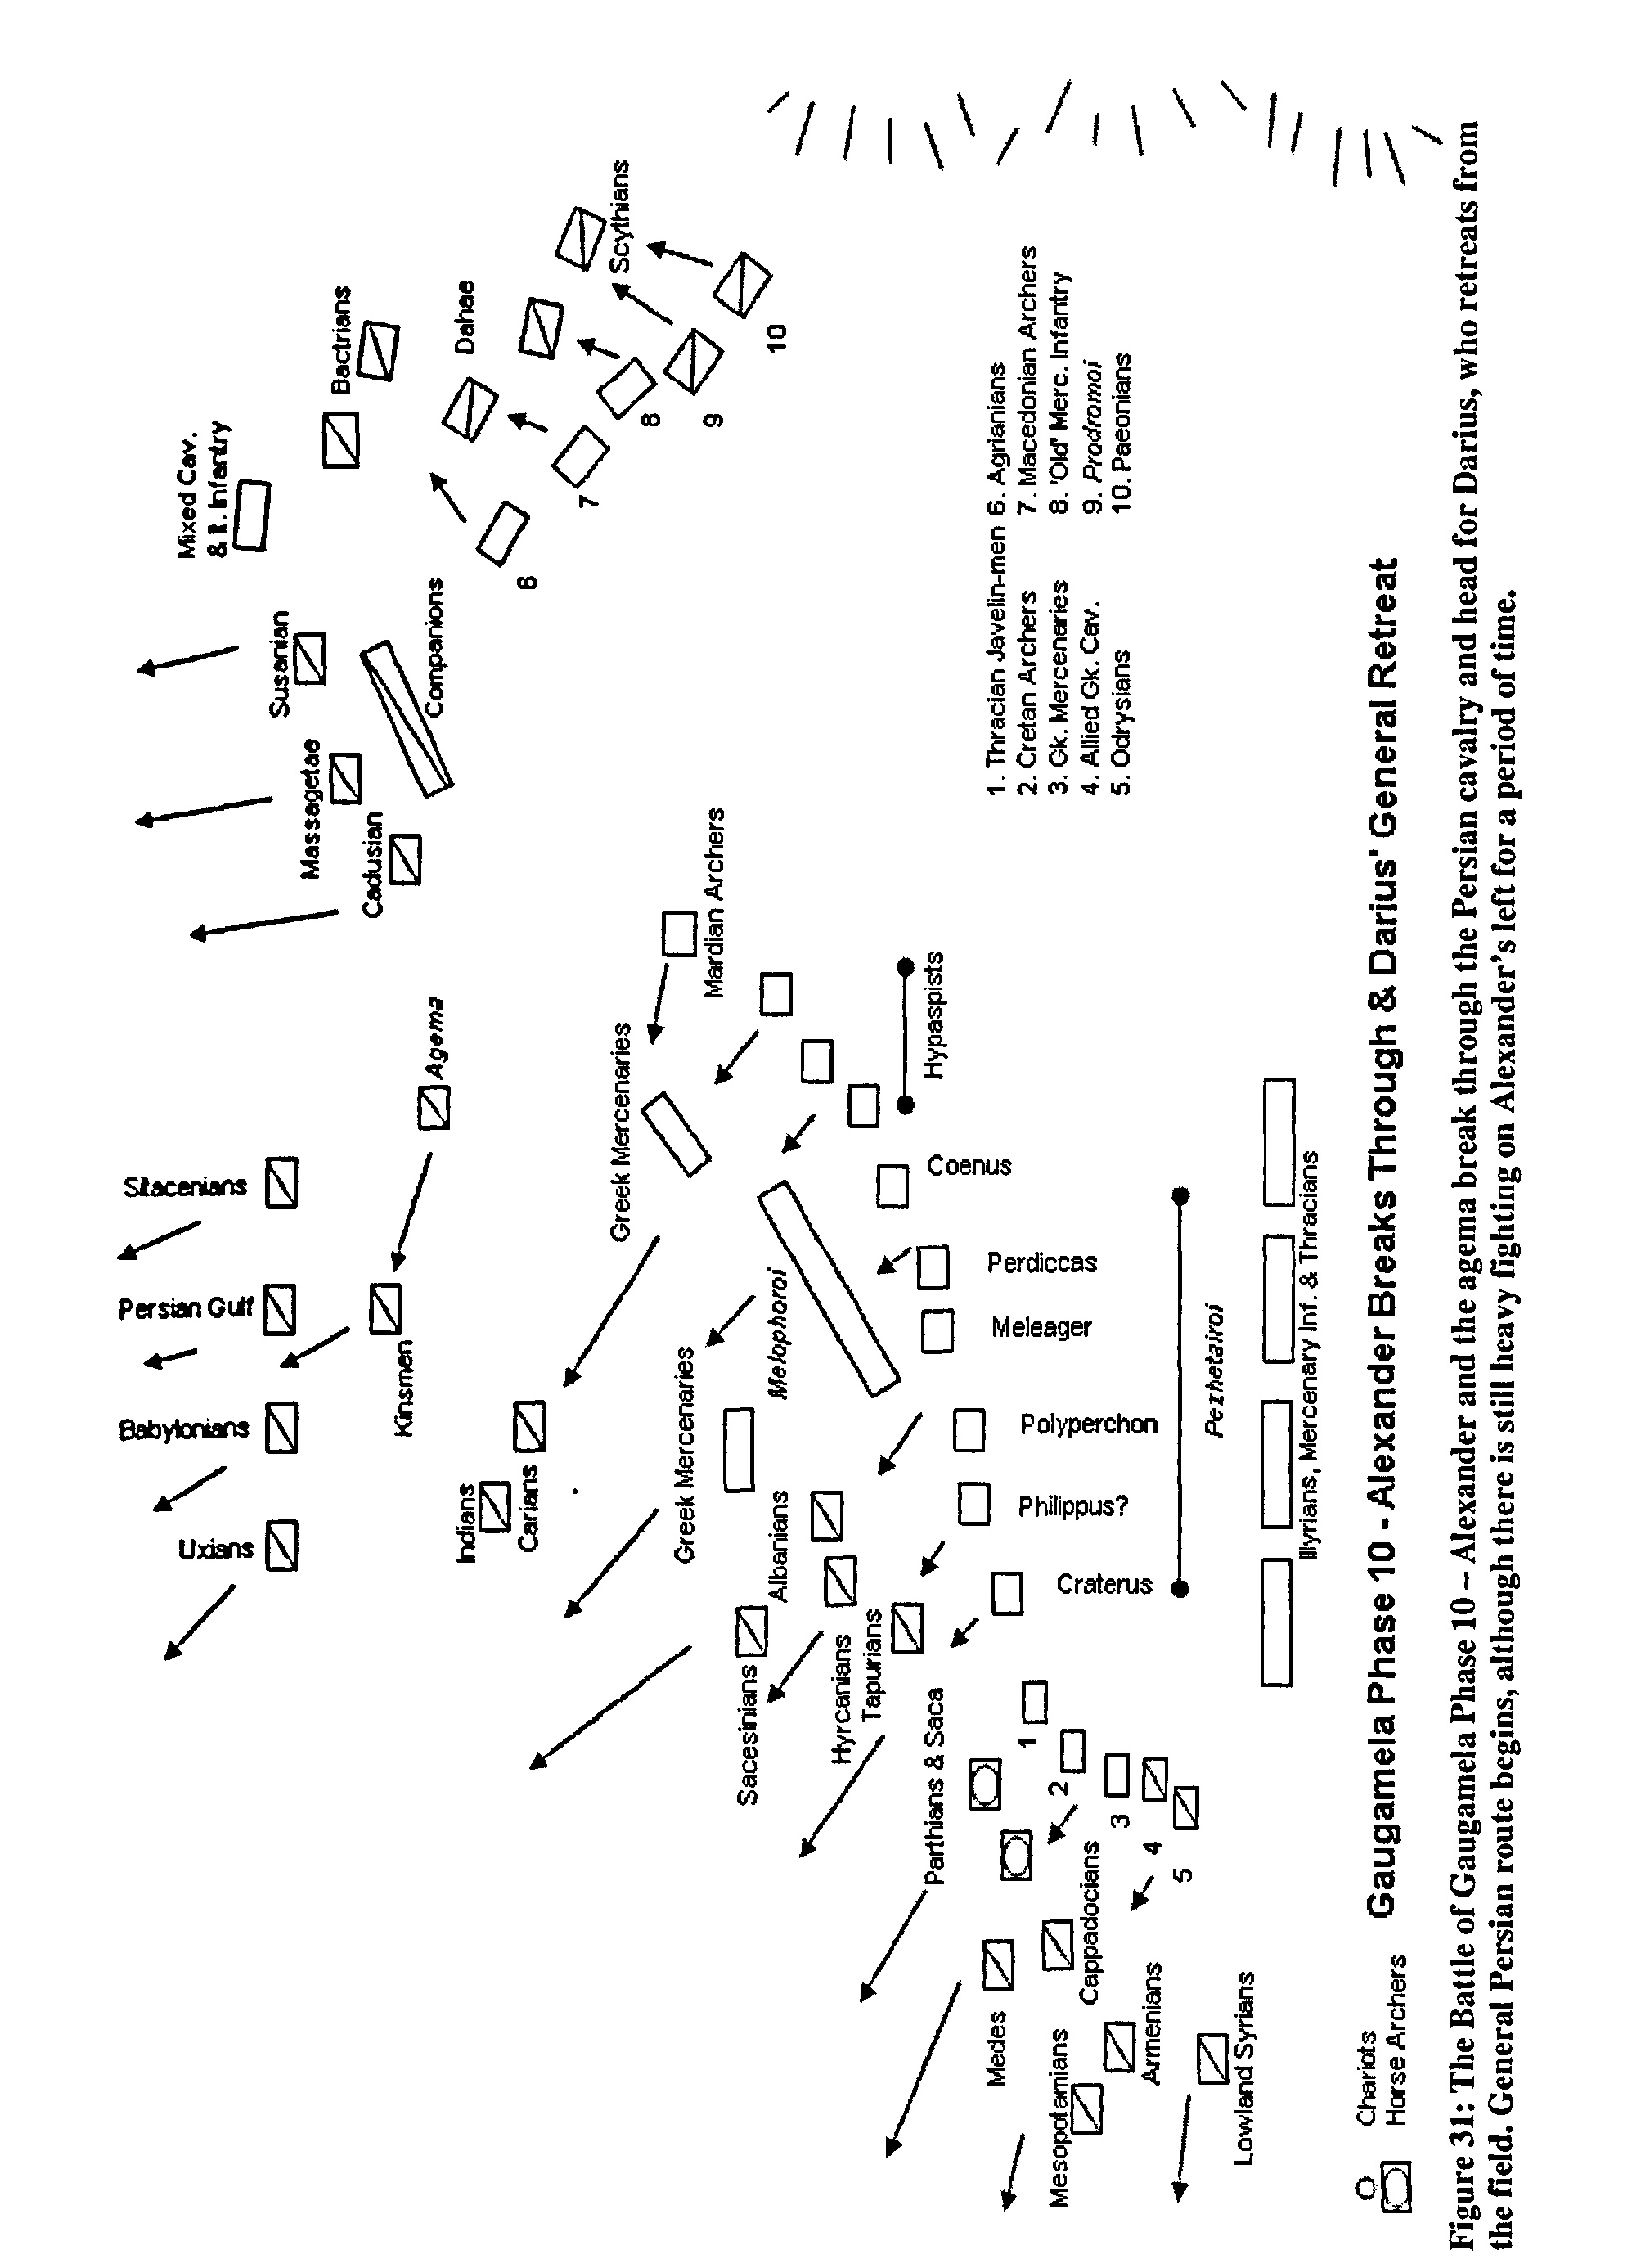 Mixed Cav.
& lt. Infantry
Bactrians
Dahae
Scythians
Susanian
Massagetae
Cadusian
Companions
6
7
8
9
10
Sitacenians
Persian Gulf
Babylonians
Uxians
Agema
Kinsmen
Indians
Carians
Greek Mercenaries
Mardian Archers
Greek Mercenaries
Melophoroi
Albanians
Sacesinians
Hyrcanians
Tapurians
Parthians & Saca
Hypaspists
Coenus
Perdiccas
Meleager
Polyperchon
Philippus?
Craterus
Pezhetairoi
Illyrians, Mercenary Inf. & Thracians
1
2
3
4
5
Medes
Cappadocians
Mesopotamians
Armenians
Lowland Syrians
1. Thracian Javelin-men 6. Agrianians
2. Cretan Archers 7. Macedonian Archers
3. Gk. Mercenaries 8. 'Old' Merc. Infantry
4. Allied Gk. Cav. 9. Prodromoi
5. Odrysians 10. Paeonians
Chariots
Horse Archers
Gaugamela Phase 10 - Alexander Breaks Through & Darius' General Retreat
Figure 31: The Battle of Gaugamela Phase 10 – Alexander and the agema break through the Persian cavalry and head for Darius, who retreats from
the field. General Persian route begins, although there is still heavy fighting on Alexander's left for a period of time.